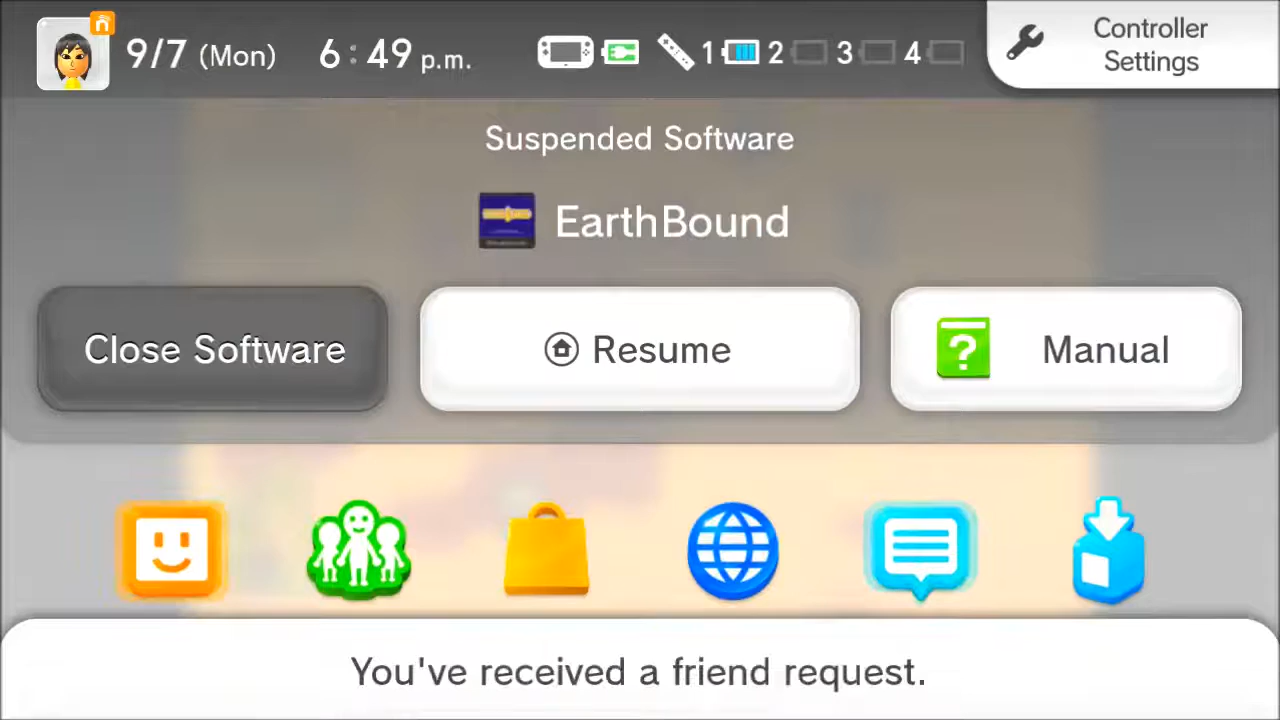 9/7 (Mon) 6:49 p.m. 1 2 3 4
Controller
Settings
Suspended Software
EarthBound
Close Software
Resume
? Manual
You've received a friend request.